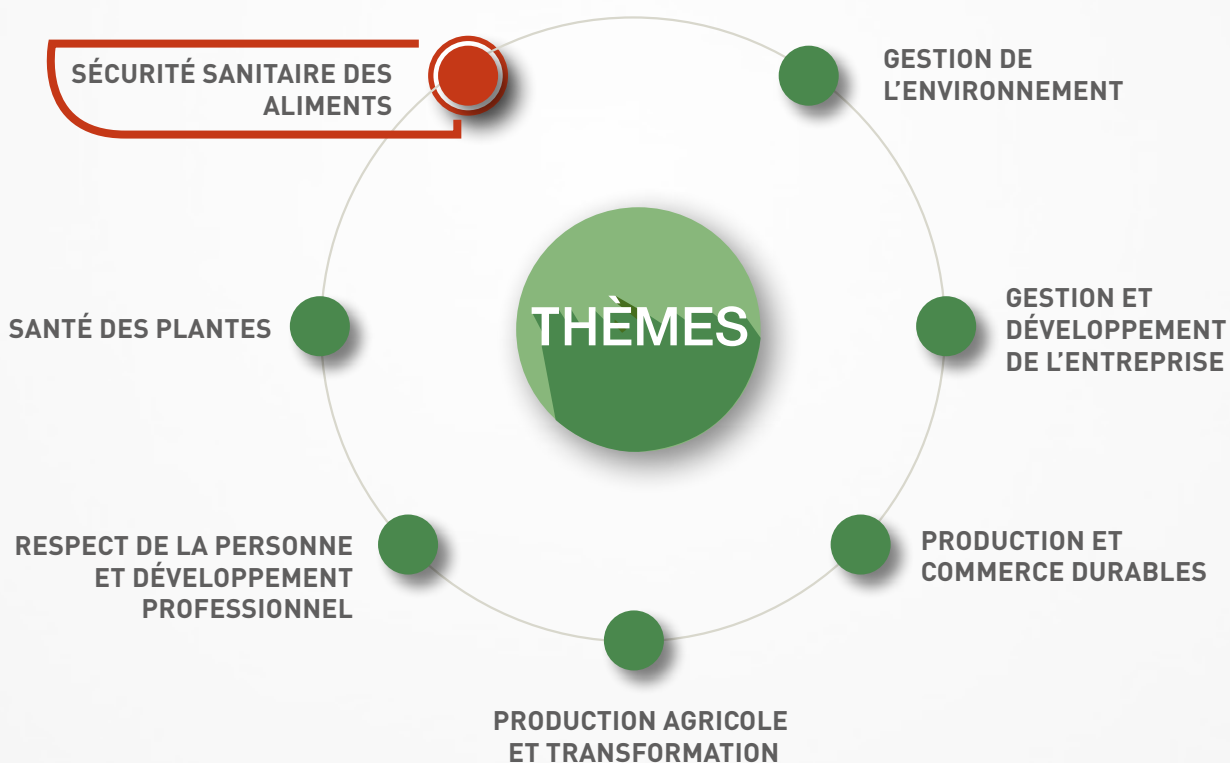 SÉCURITÉ SANITAIRE DES
ALIMENTS
GESTION DE
L'ENVIRONNEMENT
THÈMES
SANTÉ DES PLANTES
GESTION ET
DÉVELOPPEMENT
DE L'ENTREPRISE
RESPECT DE LA PERSONNE
ET DÉVELOPPEMENT
PROFESSIONNEL
PRODUCTION ET
COMMERCE DURABLES
PRODUCTION AGRICOLE
ET TRANSFORMATION